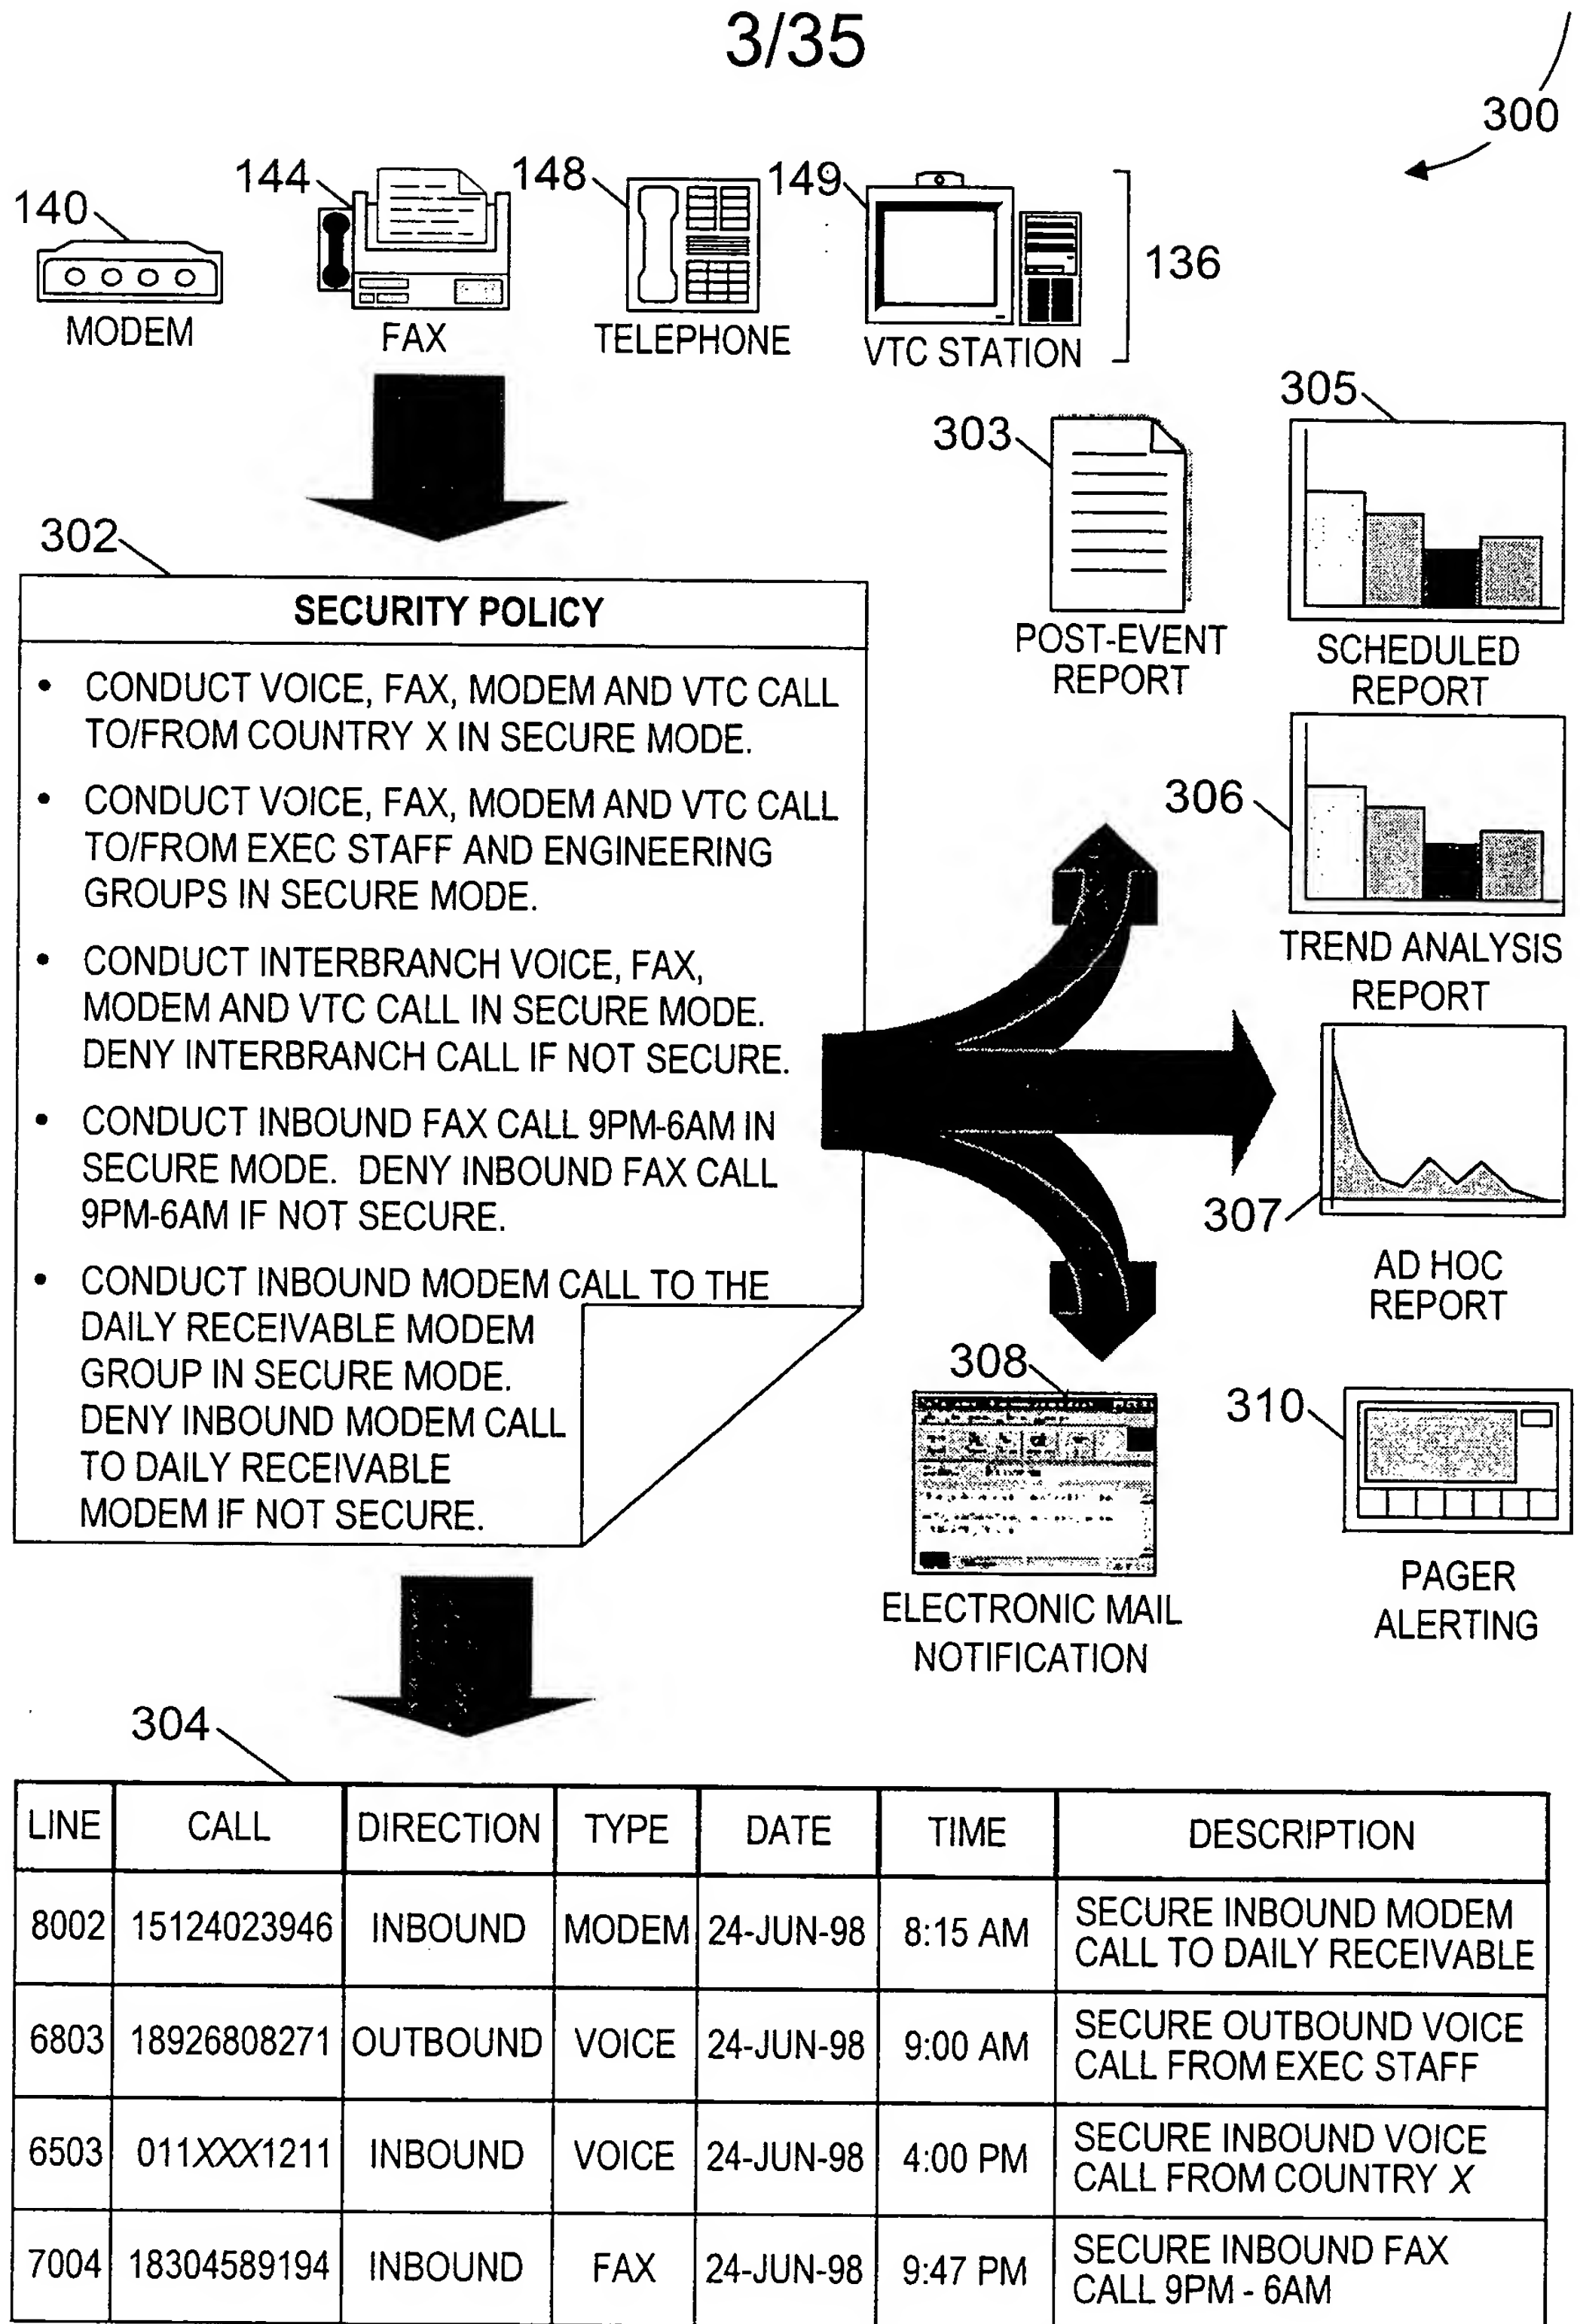 3/35
300
140
144
148
149
136
MODEM
FAX
TELEPHONE
VTC STATION
302
SECURITY POLICY
• CONDUCT VOICE, FAX, MODEM AND VTC CALL
TO/FROM COUNTRY X IN SECURE MODE.
• CONDUCT VOICE, FAX, MODEM AND VTC CALL
TO/FROM EXEC STAFF AND ENGINEERING
GROUPS IN SECURE MODE.
• CONDUCT INTERBRANCH VOICE, FAX,
MODEM AND VTC CALL IN SECURE MODE.
DENY INTERBRANCH CALL IF NOT SECURE.
• CONDUCT INBOUND FAX CALL 9PM-6AM IN
SECURE MODE. DENY INBOUND FAX CALL
9PM-6AM IF NOT SECURE.
• CONDUCT INBOUND MODEM CALL TO THE
DAILY RECEIVABLE MODEM
GROUP IN SECURE MODE.
DENY INBOUND MODEM CALL
TO DAILY RECEIVABLE
MODEM IF NOT SECURE.
303
POST-EVENT
REPORT
305
SCHEDULED
REPORT
306
TREND ANALYSIS
REPORT
307
AD HOC
REPORT
308
ELECTRONIC MAIL
NOTIFICATION
310
PAGER
ALERTING
304
LINE CALL DIRECTION TYPE DATE TIME DESCRIPTION
8002 15124023946 INBOUND MODEM 24-JUN-98 8:15 AM SECURE INBOUND MODEM
CALL TO DAILY RECEIVABLE
6803 18926808271 OUTBOUND VOICE 24-JUN-98 9:00 AM SECURE OUTBOUND VOICE
CALL FROM EXEC STAFF
6503 011XXX1211 INBOUND VOICE 24-JUN-98 4:00 PM SECURE INBOUND VOICE
CALL FROM COUNTRY X
7004 18304589194 INBOUND FAX 24-JUN-98 9:47 PM SECURE INBOUND FAX
CALL 9PM - 6AM